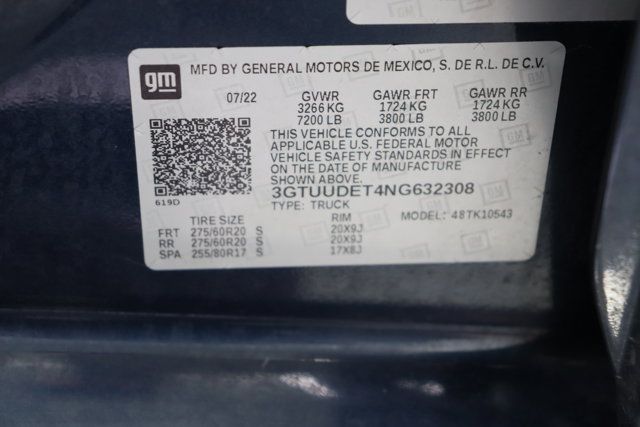 gm
MFD BY GENERAL MOTORS DE MEXICO, S. DE R.L. DE C.V.
07/22 GVWR GAWR FRT GAWR RR
3266 KG 1724 KG 1724 KG
7200 LB 3800 LB 3800 LB
THIS VEHICLE CONFORMS TO ALL
APPLICABLE U.S. FEDERAL MOTOR
VEHICLE SAFETY STANDARDS IN EFFECT
ON THE DATE OF MANUFACTURE
SHOWN ABOVE.
3GTUUDET4NG632308
619D
TYPE: TRUCK MODEL: 48TK10543
TIRE SIZE RIM
FRT 275/60R20 S 20X9J
RR 275/60R20 S 20X9J
SPA 255/80R17 S 17X8J